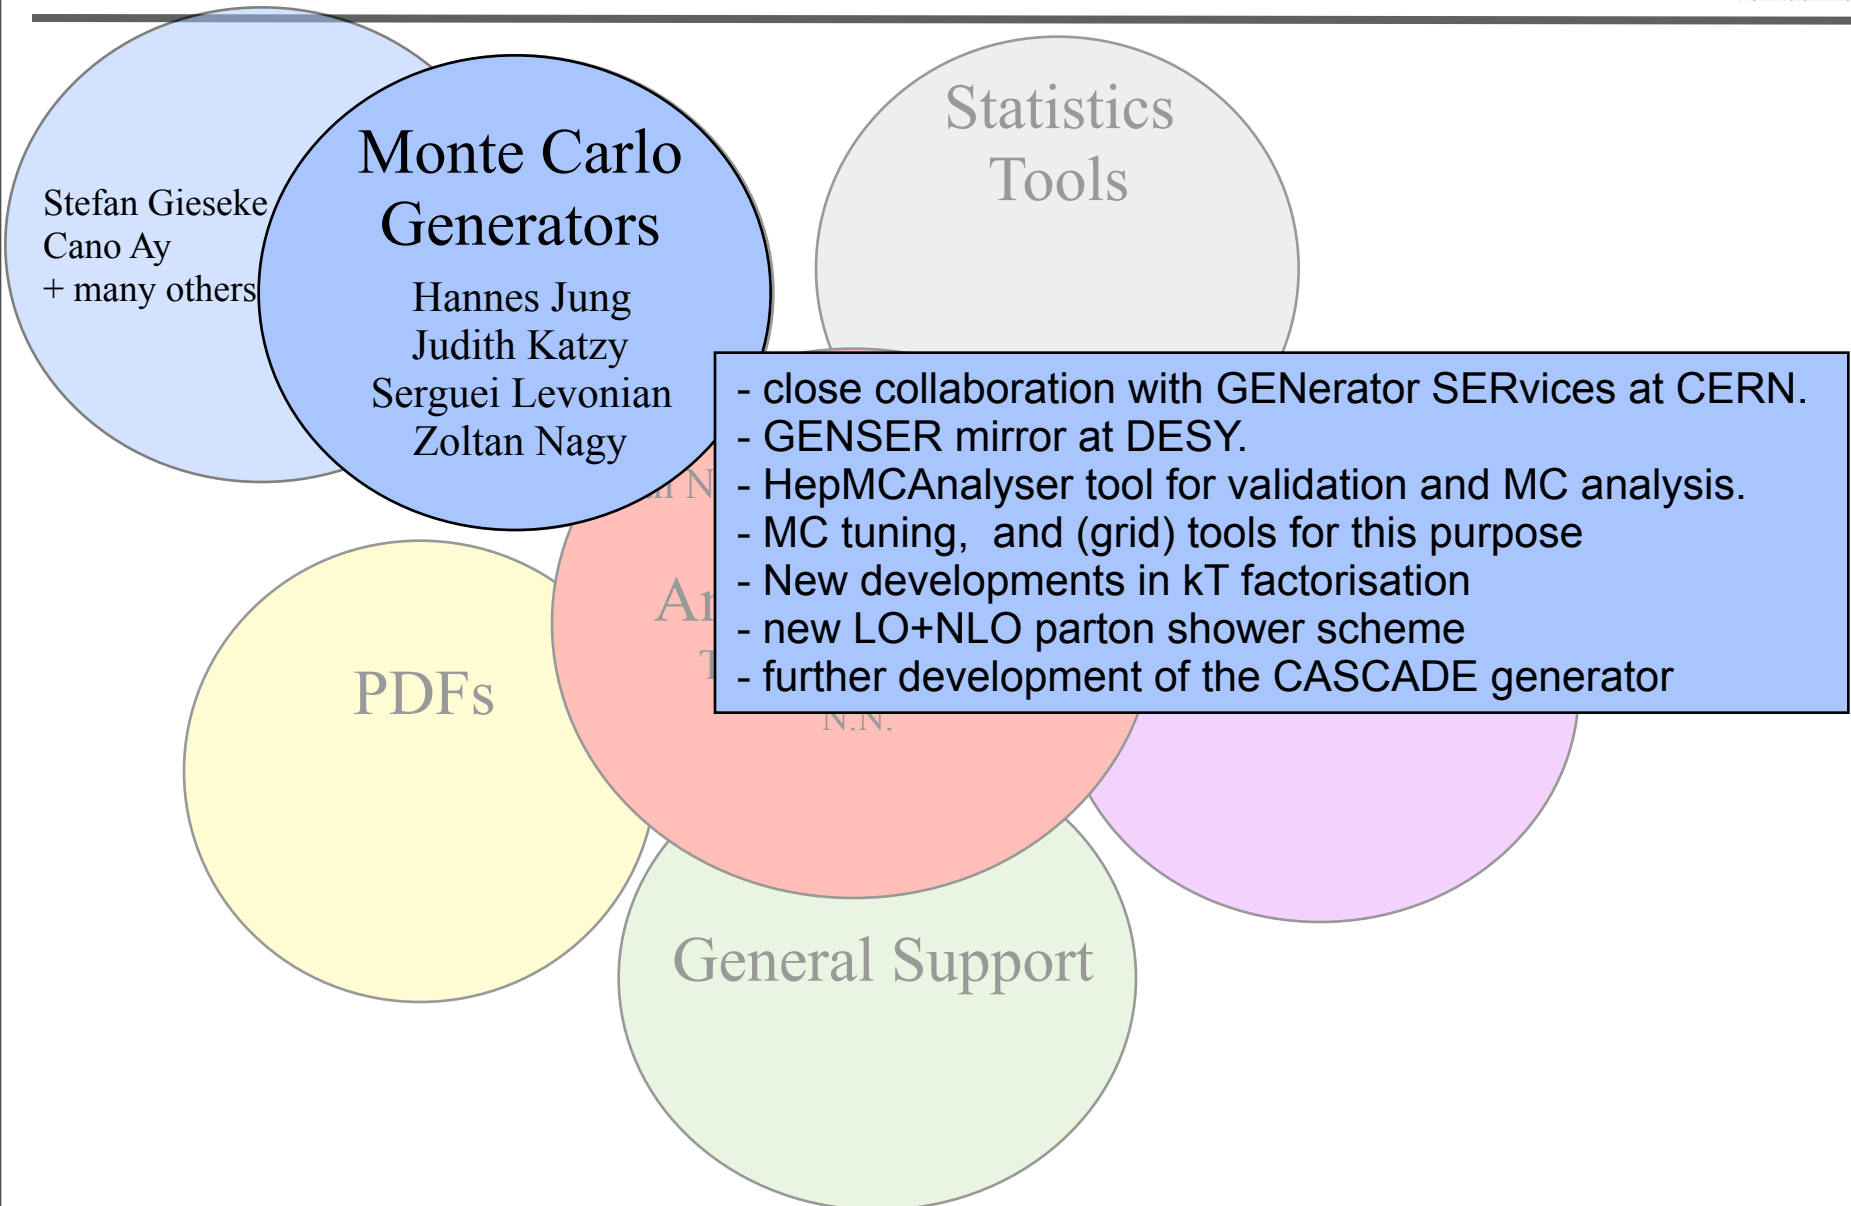 Statistics
Tools
Monte Carlo
Generators
Stefan Gieseke
Cano Ay
+ many others
Hannes Jung
Judith Katzy
Serguei Levonian
Zoltan Nagy
- close collaboration with GENerator SERvices at CERN.
- GENSER mirror at DESY.
- HepMCAnalyser tool for validation and MC analysis.
- MC tuning,  and (grid) tools for this purpose
- New developments in kT factorisation
- new LO+NLO parton shower scheme
- further development of the CASCADE generator
PDFs
N.N.
General Support